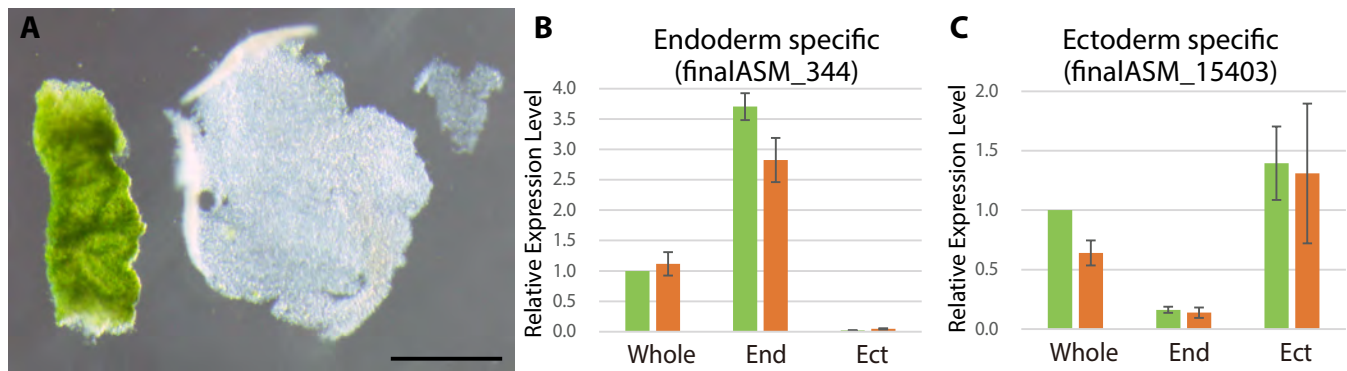 A
B
Endoderm specific
(finalASM_344)
Relative Expression Level
4.0
3.5
3.0
2.5
2.0
1.5
1.0
0.5
0.0
Whole End Ect
C
Ectoderm specific
(finalASM_15403)
Relative Expression Level
2.0
1.5
1.0
0.5
0.0
Whole End Ect